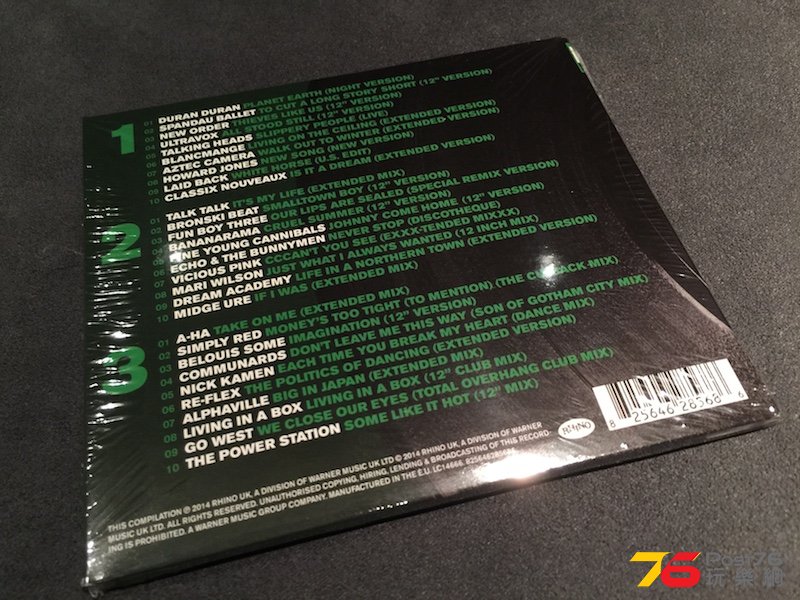 1
01 DURAN DURAN PLANET EARTH (NIGHT VERSION)
02 SPANDAU BALLET TO CUT A LONG STORY SHORT (12" VERSION)
03 NEW ORDER THIEVES LIKE US (12" VERSION)
04 ULTRAVOX ALL STOOD STILL (12" VERSION)
05 TALKING HEADS SLIPPERY PEOPLE (LIVE)
06 BLANCMANGE LIVING ON THE CEILING (EXTENDED VERSION)
07 AZTEC CAMERA WALK OUT TO WINTER (EXTENDED VERSION)
08 HOWARD JONES NEW SONG (NEW VERSION)
09 LAID BACK WHITE HORSE (U.S. EDIT)
10 CLASSIX NOUVEAUX IS IT A DREAM (EXTENDED VERSION)
2
01 TALK TALK IT'S MY LIFE (EXTENDED MIX)
02 BRONSKI BEAT SMALLTOWN BOY (12" VERSION)
03 FUN BOY THREE OUR LIPS ARE SEALED (SPECIAL REMIX VERSION)
04 BANANARAMA CRUEL SUMMER (12" VERSION)
05 FINE YOUNG CANNIBALS JOHNNY COME HOME (12" VERSION)
06 ECHO & THE BUNNYMEN NEVER STOP (DISCOTHEQUE)
07 VICIOUS PINK CCCAN'T YOU SEE (EXXX-TENDED MIXXX)
08 MARI WILSON JUST WHAT I ALWAYS WANTED (12 INCH MIX)
09 DREAM ACADEMY LIFE IN A NORTHERN TOWN (EXTENDED VERSION)
10 MIDGE URE IF I WAS (EXTENDED MIX)
3
01 A-HA TAKE ON ME (EXTENDED MIX)
02 SIMPLY RED MONEY'S TOO TIGHT (TO MENTION) (THE CUTBACK MIX)
03 BELOUIS SOME IMAGINATION (12" VERSION)
04 COMMUNARDS DON'T LEAVE ME THIS WAY (SON OF GOTHAM CITY MIX)
05 NICK KAMEN EACH TIME YOU BREAK MY HEART (DANCE MIX)
06 RE-FLEX THE POLITICS OF DANCING (EXTENDED VERSION)
07 ALPHAVILLE BIG IN JAPAN (EXTENDED MIX)
08 LIVING IN A BOX LIVING IN A BOX (12" CLUB MIX)
09 GO WEST WE CLOSE OUR EYES (TOTAL OVERHANG CLUB MIX)
10 THE POWER STATION SOME LIKE IT HOT (12" MIX)
8 25646 28568 6
RHINO
THIS COMPILATION ℗ 2014 RHINO UK, A DIVISION OF WARNER MUSIC UK LTD © 2014 RHINO UK, A DIVISION OF WARNER
MUSIC UK LTD. ALL RIGHTS RESERVED. UNAUTHORISED COPYING, HIRING, LENDING & BROADCASTING OF THIS RECORD-
ING IS PROHIBITED. A WARNER MUSIC GROUP COMPANY. MANUFACTURED IN THE E.U. LC14666.
76 Post76
玩樂網